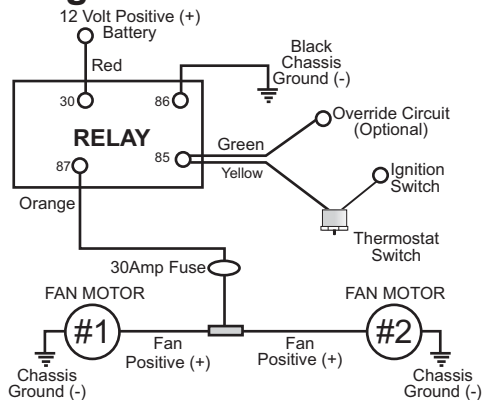 12 Volt Positive (+)
Battery
Red
Black
Chassis
Ground (-)
30
86
RELAY
Override Circuit
(Optional)
Green
87
85
Yellow
Ignition
Switch
Orange
Thermostat
Switch
30Amp Fuse
FAN MOTOR
FAN MOTOR
#1
#2
Fan
Positive (+)
Fan
Positive (+)
Chassis
Ground (-)
Chassis
Ground (-)